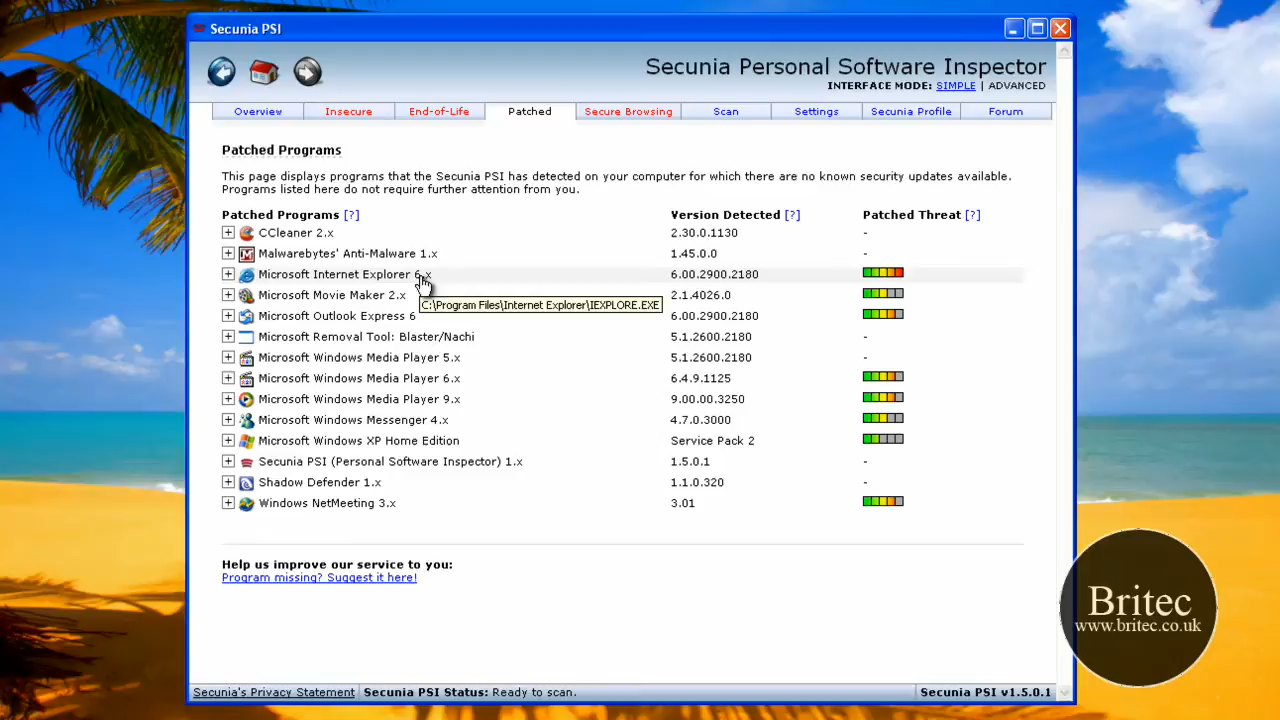 Secunia PSI
Secunia Personal Software Inspector
INTERFACE MODE: SIMPLE | ADVANCED
Overview Insecure End-of-Life Patched Secure Browsing Scan Settings Secunia Profile Forum
Patched Programs
This page displays programs that the Secunia PSI has detected on your computer for which there are no known security updates available.
Programs listed here do not require further attention from you.
Patched Programs [?] Version Detected [?] Patched Threat [?]
CCleaner 2.x 2.30.0.1130 -
Malwarebytes' Anti-Malware 1.x 1.45.0.0 -
Microsoft Internet Explorer 6.x 6.00.2900.2180
Microsoft Movie Maker 2.x 2.1.4026.0
C:\Program Files\Internet Explorer\IEXPLORE.EXE
Microsoft Outlook Express 6 6.00.2900.2180
Microsoft Removal Tool: Blaster/Nachi 5.1.2600.2180 -
Microsoft Windows Media Player 5.x 5.1.2600.2180 -
Microsoft Windows Media Player 6.x 6.4.9.1125
Microsoft Windows Media Player 9.x 9.00.00.3250
Microsoft Windows Messenger 4.x 4.7.0.3000
Microsoft Windows XP Home Edition Service Pack 2
Secunia PSI (Personal Software Inspector) 1.x 1.5.0.1 -
Shadow Defender 1.x 1.1.0.320 -
Windows NetMeeting 3.x 3.01
Help us improve our service to you:
Program missing? Suggest it here!
Britec
www.britec.co.uk
Secunia's Privacy Statement Secunia PSI Status: Ready to scan. Secunia PSI v1.5.0.1